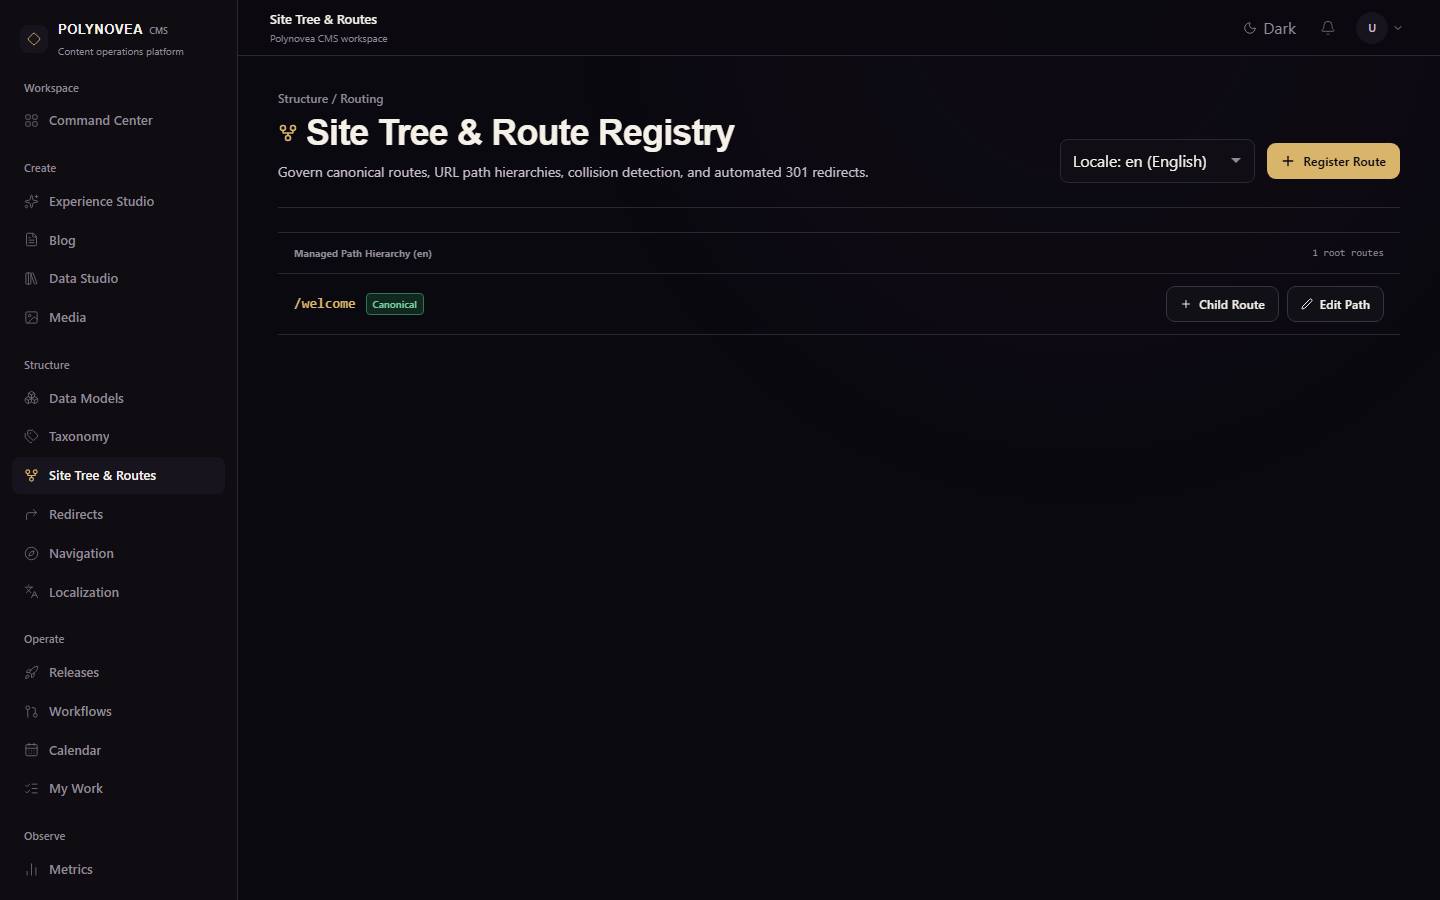 POLYNOVEA CMS
Content operations platform
Workspace
Command Center
Create
Experience Studio
Blog
Data Studio
Media
Structure
Data Models
Taxonomy
Site Tree & Routes
Redirects
Navigation
Localization
Operate
Releases
Workflows
Calendar
My Work
Observe
Metrics
Site Tree & Routes
Polynovea CMS workspace
Dark
U
Structure / Routing
Site Tree & Route Registry
Govern canonical routes, URL path hierarchies, collision detection, and automated 301 redirects.
Locale: en (English)
Register Route
Managed Path Hierarchy (en)
1 root routes
/welcome Canonical
Child Route
Edit Path